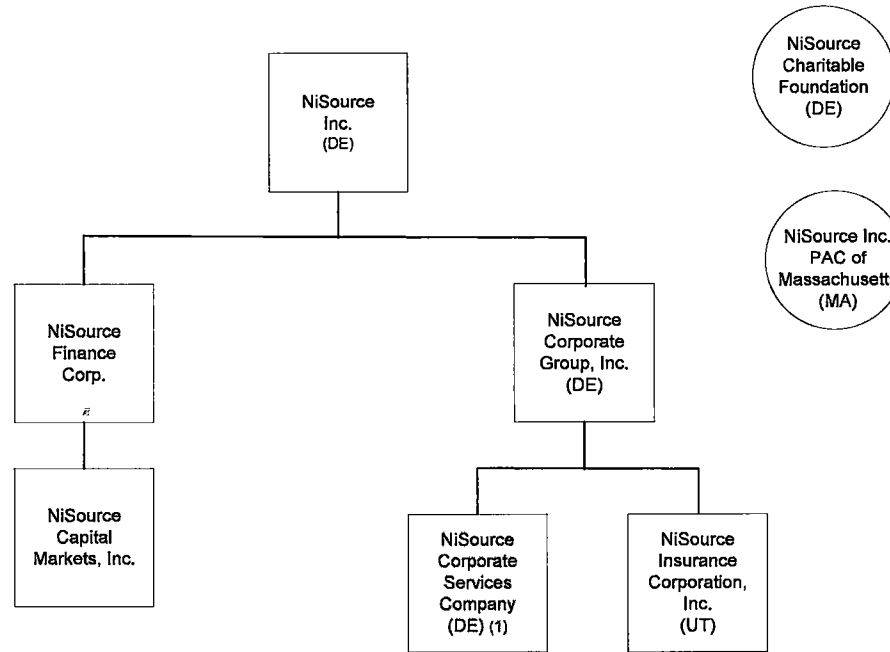 NiSource
Inc.
(DE)
NiSource
Charitable
Foundation
(DE)
NiSource Inc.
PAC of
Massachusett
(MA)
NiSource
Finance
Corp.
NiSource
Corporate
Group, Inc.
(DE)
NiSource
Capital
Markets, Inc.
NiSource
Corporate
Services
Company
(DE) (1)
NiSource
Insurance
Corporation,
Inc.
(UT)